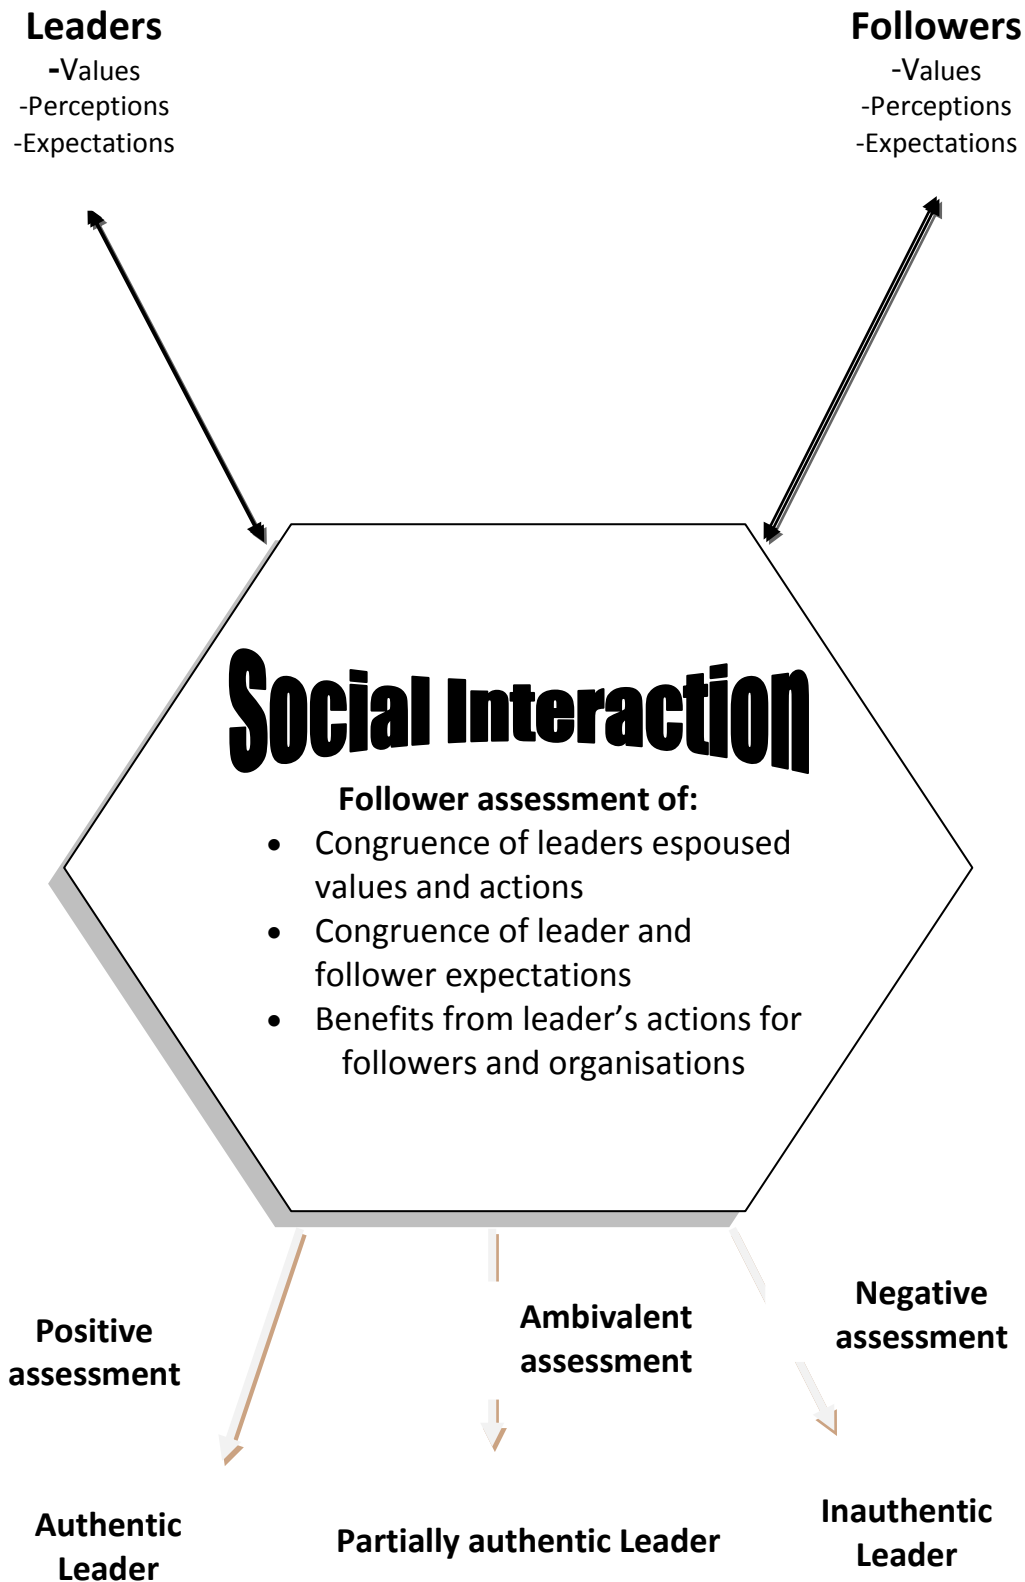 Leaders
-Values
-Perceptions
-Expectations
Followers
-Values
-Perceptions
-Expectations
Social Interaction
Follower assessment of:
• Congruence of leaders espoused
values and actions
• Congruence of leader and
follower expectations
• Benefits from leader’s actions for
followers and organisations
Positive
assessment
Ambivalent
assessment
Negative
assessment
Authentic
Leader
Partially authentic Leader
Inauthentic
Leader